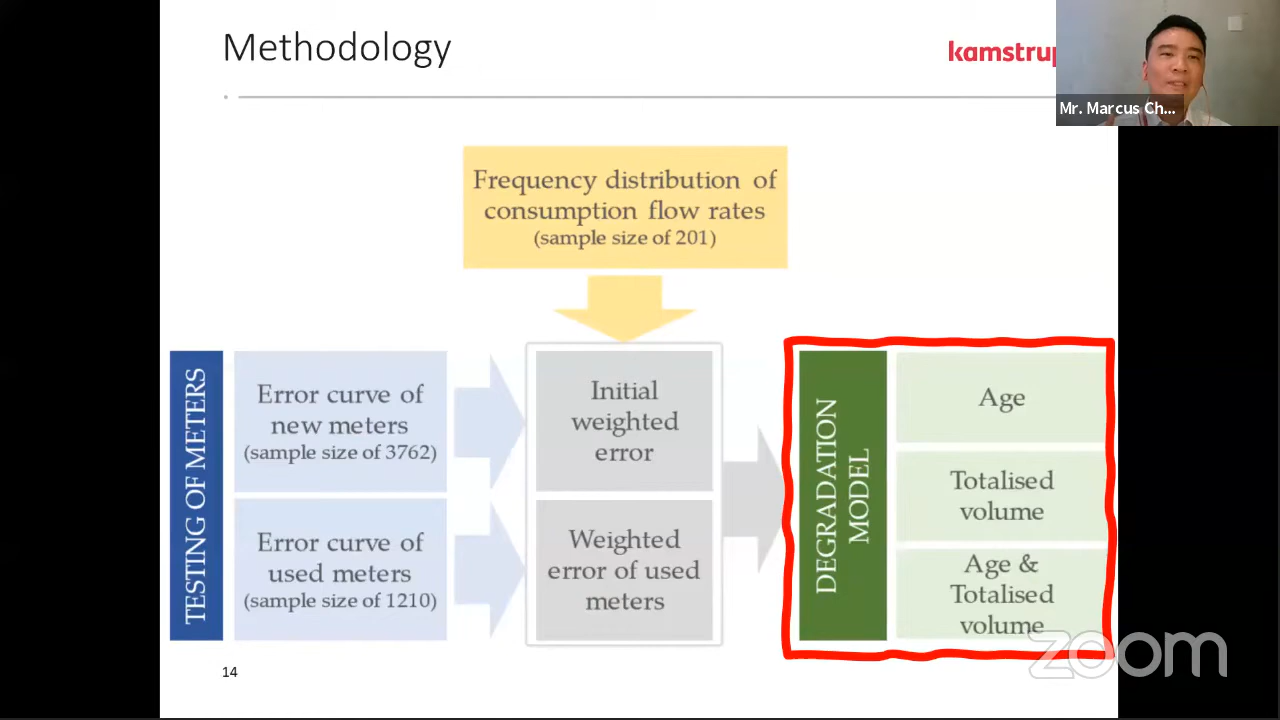 Methodology
kamstrup
Mr. Marcus Ch...
Frequency distribution of
consumption flow rates
(sample size of 201)
TESTING OF METERS
Error curve of
new meters
(sample size of 3762)
Error curve of
used meters
(sample size of 1210)
Initial
weighted
error
Weighted
error of used
meters
DEGRADATION
MODEL
Age
Totalised
volume
Age &
Totalised
volume
zoom
14